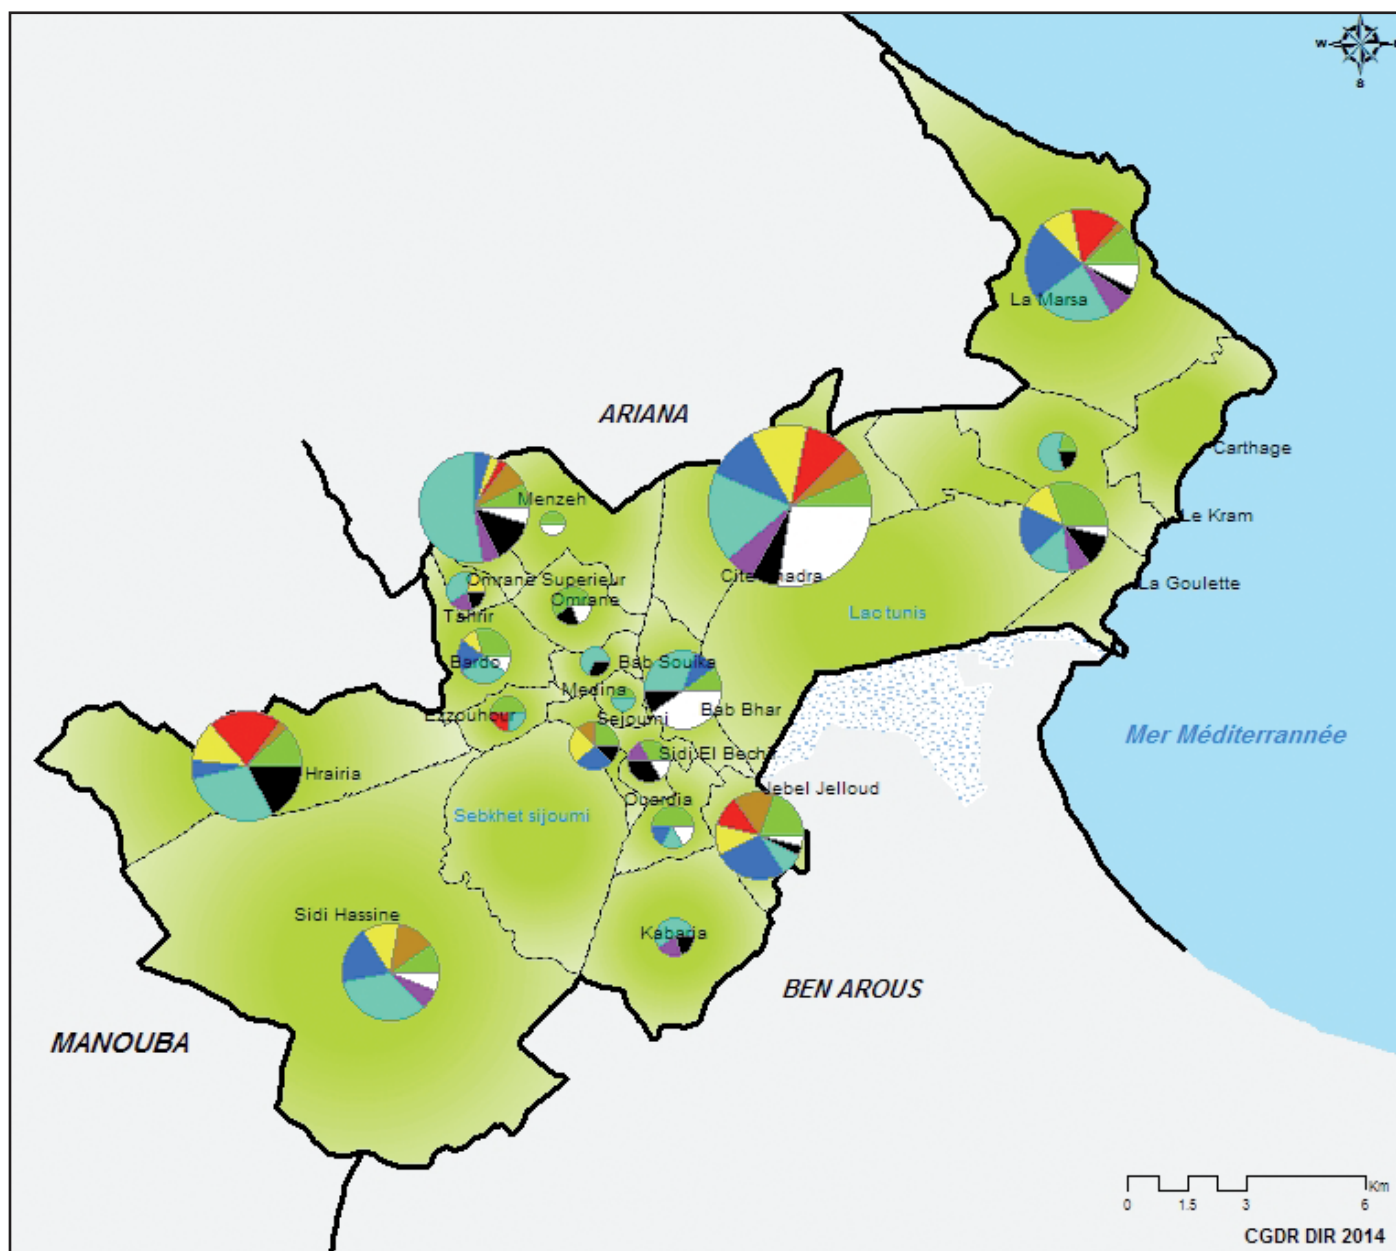 W
S
La Marsa
ARIANA
Carthage
Menzeh
Le Kram
Omrane Superieur
La Goulette
Omrane
Lac tunis
Tahrir
Bardo
Bab Souika
Medina
Bab Bhar
Ezzouhour
Sejoumi
Mer Méditerrannée
Sidi El Bechi
Hrairia
Jebel Jelloud
Ouardia
Sebkhet sijoumi
Sidi Hassine
Kabaria
BEN AROUS
MANOUBA
Km
0 1.5 3 6
CGDR DIR 2014